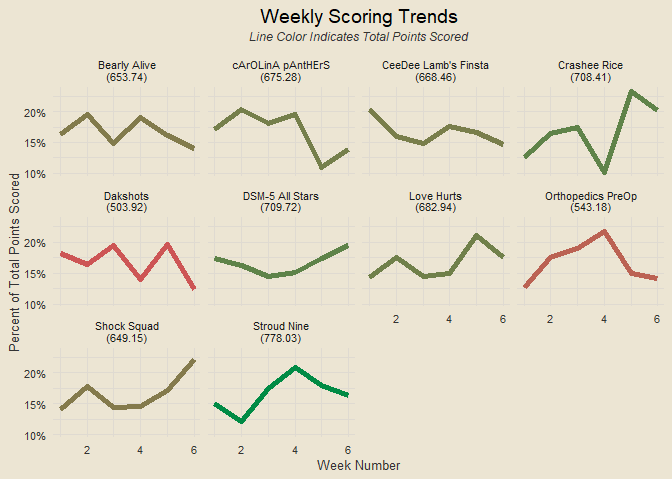 Weekly Scoring Trends
Line Color Indicates Total Points Scored
Bearly Alive
(653.74)
cArOLinA pAntHErS
(675.28)
CeeDee Lamb's Finsta
(668.46)
Crashee Rice
(708.41)
20%
15%
10%
Dakshots
(503.92)
DSM-5 All Stars
(709.72)
Love Hurts
(682.94)
Orthopedics PreOp
(543.18)
20%
15%
10%
2 4 6
2 4 6
Shock Squad
(649.15)
Stroud Nine
(778.03)
20%
15%
10%
2 4 6
2 4 6
Week Number
Percent of Total Points Scored